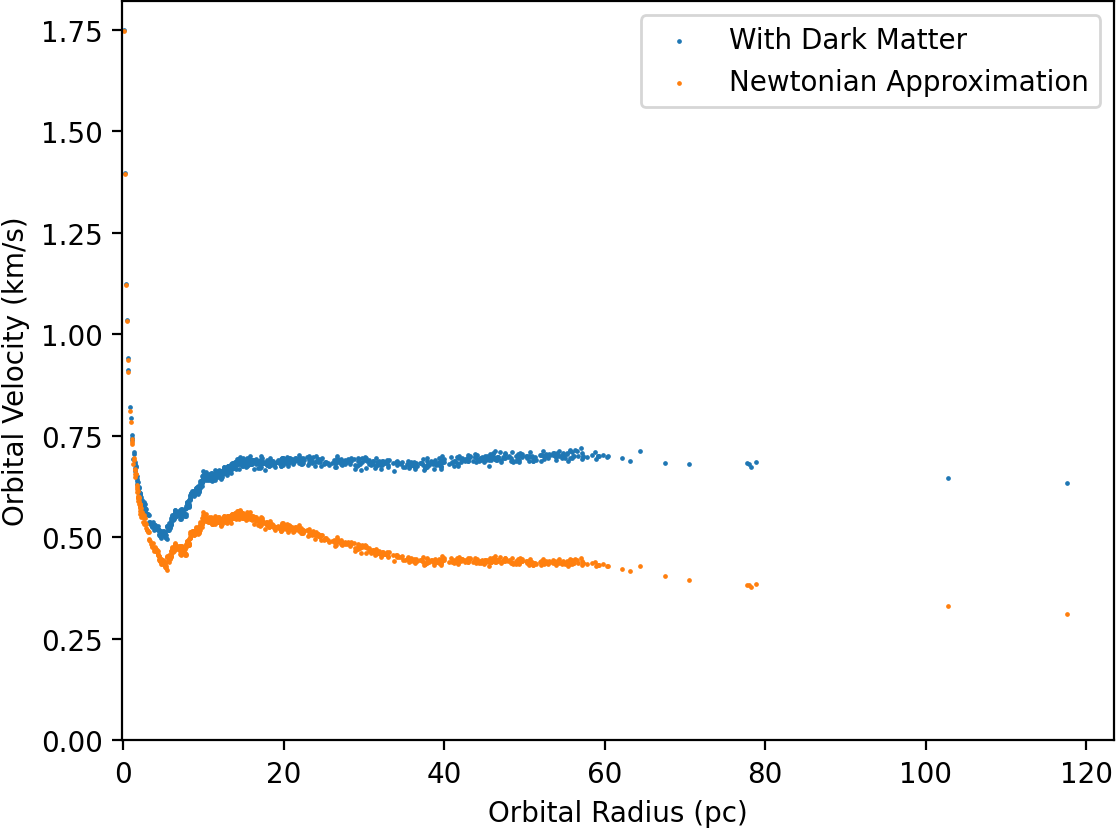 With Dark Matter
Newtonian Approximation
1.75
1.50
1.25
1.00
0.75
0.50
0.25
0.00
Orbital Velocity (km/s)
0 20 40 60 80 100 120
Orbital Radius (pc)